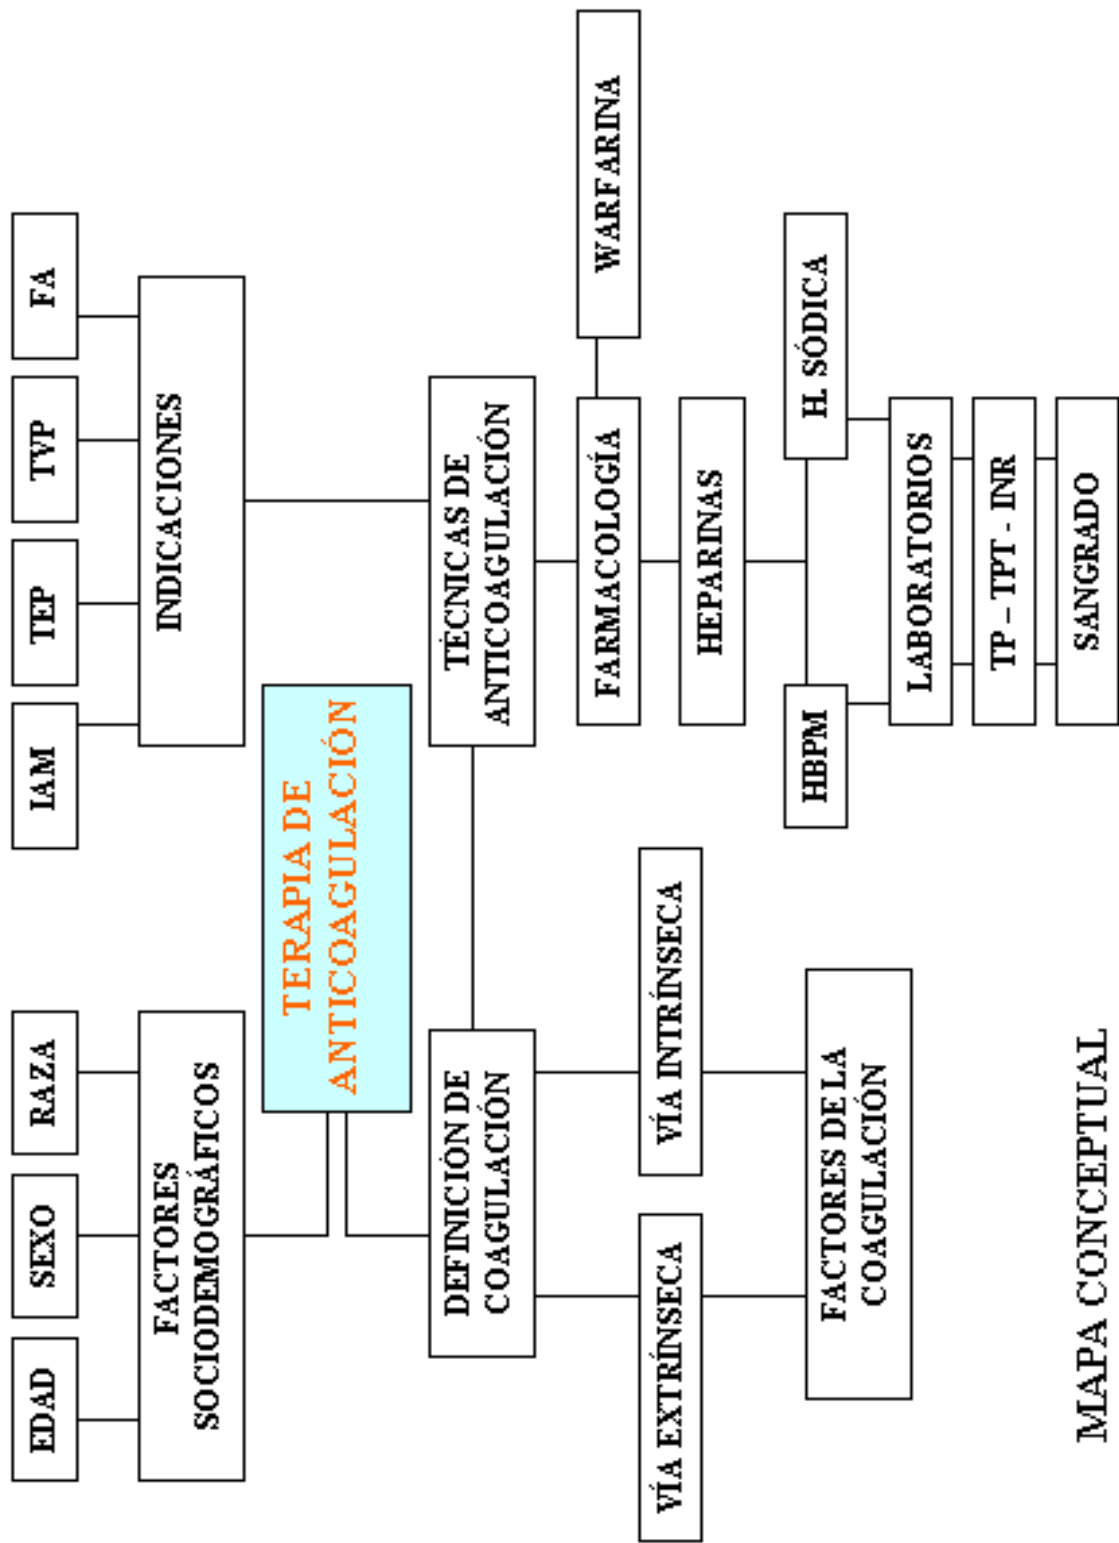 EDAD
SEXO
RAZA
IAM
TEP
TVP
FA
FACTORES
SOCIODEMOGRÁFICOS
INDICACIONES
TERAPIA DE
ANTICOAGULACIÓN
DEFINICIÓN DE
COAGULACIÓN
TÉCNICAS DE
ANTICOAGULACIÓN
FARMACOLOGÍA
WARFARINA
VÍA EXTRÍNSECA
VÍA INTRÍNSECA
HEPARINAS
HBPM
H. SÓDICA
FACTORES DE LA
COAGULACIÓN
LABORATORIOS
TP – TPT - INR
SANGRADO
MAPA CONCEPTUAL